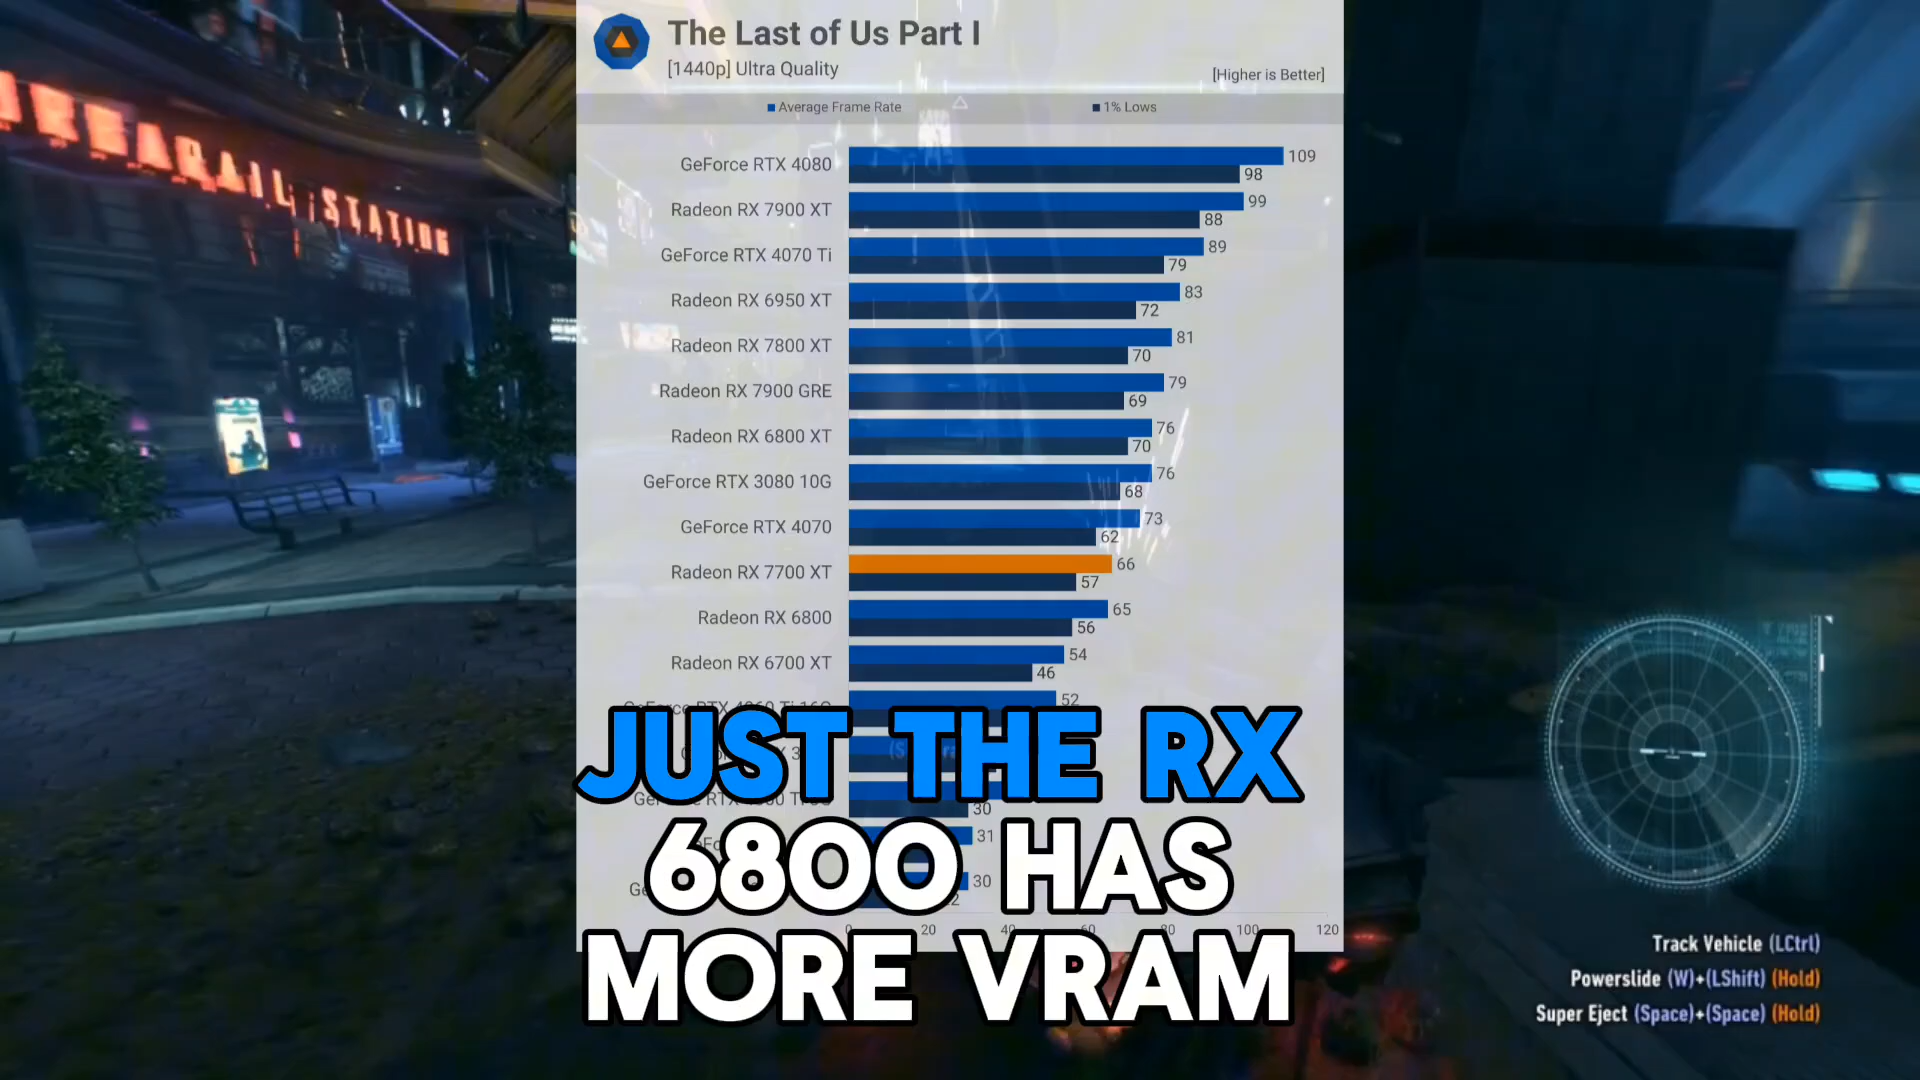 The Last of Us Part I
[1440p] Ultra Quality
[Higher is Better]
Average Frame Rate
1% Lows
GeForce RTX 4080
109
98
Radeon RX 7900 XT
99
88
GeForce RTX 4070 Ti
89
79
Radeon RX 6950 XT
83
72
Radeon RX 7800 XT
81
70
Radeon RX 7900 GRE
79
69
Radeon RX 6800 XT
76
70
GeForce RTX 3080 10G
76
68
GeForce RTX 4070
73
62
Radeon RX 7700 XT
66
57
Radeon RX 6800
65
56
Radeon RX 6700 XT
54
46
52
30
31
30
20
40
60
80
100
120
JUST THE RX
6800 HAS
MORE VRAM
STATION
Track Vehicle (LCtrl)
Powerslide (W)+(LShift) (Hold)
Super Eject (Space)+(Space) (Hold)